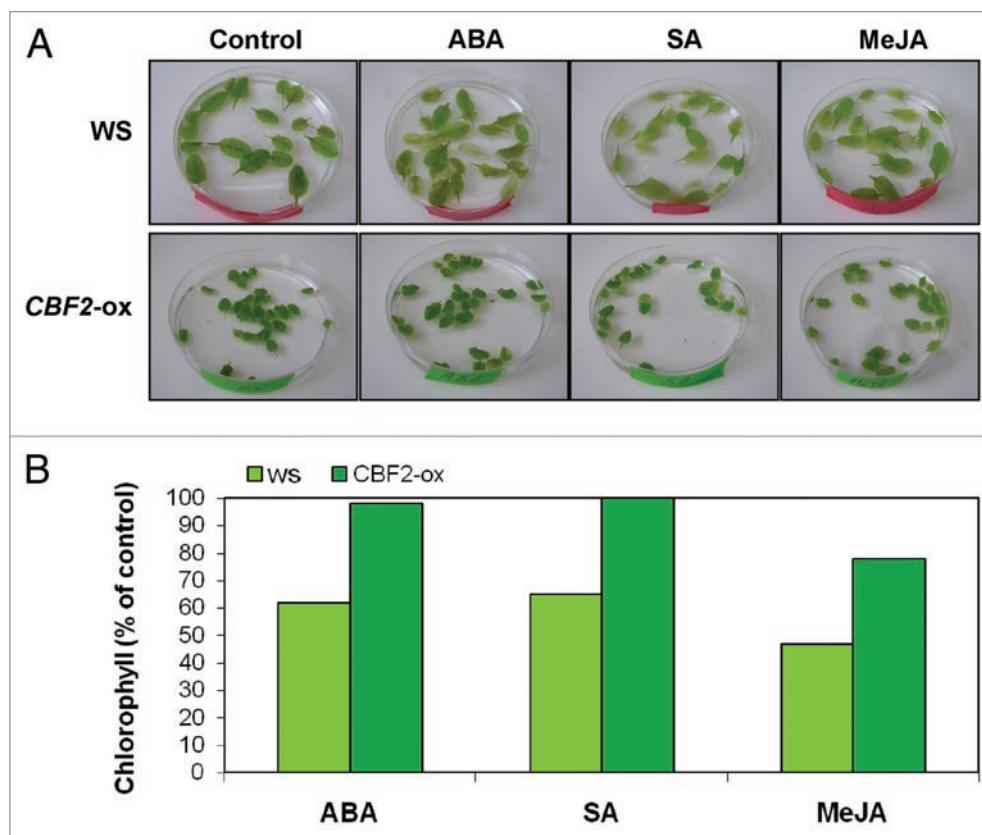 A
Control ABA SA MeJA
WS
CBF2-ox
B
WS CBF2-ox
Chlorophyll (% of control)
100
90
80
70
60
50
40
30
20
10
0
ABA SA MeJA